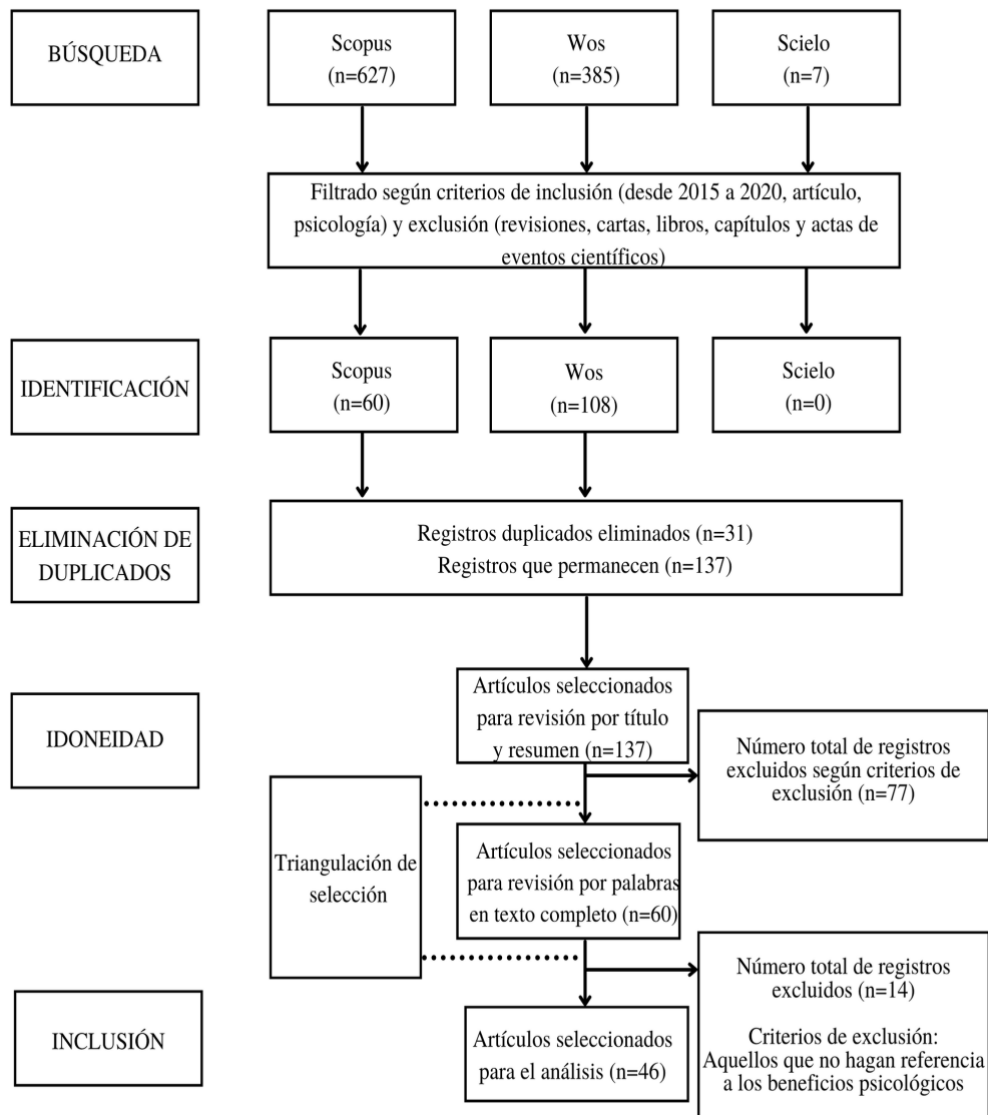 BÚSQUEDA
Scopus
(n=627)
Wos
(n=385)
Scielo
(n=7)
Filtrado según criterios de inclusión (desde 2015 a 2020, artículo,
psicología) y exclusión (revisiones, cartas, libros, capítulos y actas de
eventos científicos)
IDENTIFICACIÓN
Scopus
(n=60)
Wos
(n=108)
Scielo
(n=0)
ELIMINACIÓN DE
DUPLICADOS
Registros duplicados eliminados (n=31)
Registros que permanecen (n=137)
IDONEIDAD
Artículos seleccionados
para revisión por título
y resumen (n=137)
Número total de registros
excluidos según criterios de
exclusión (n=77)
Triangulación de
selección
Artículos seleccionados
para revisión por palabras
en texto completo (n=60)
Número total de registros
excluidos (n=14)
Criterios de exclusión:
Aquellos que no hagan referencia
a los beneficios psicológicos
INCLUSIÓN
Artículos seleccionados
para el análisis (n=46)